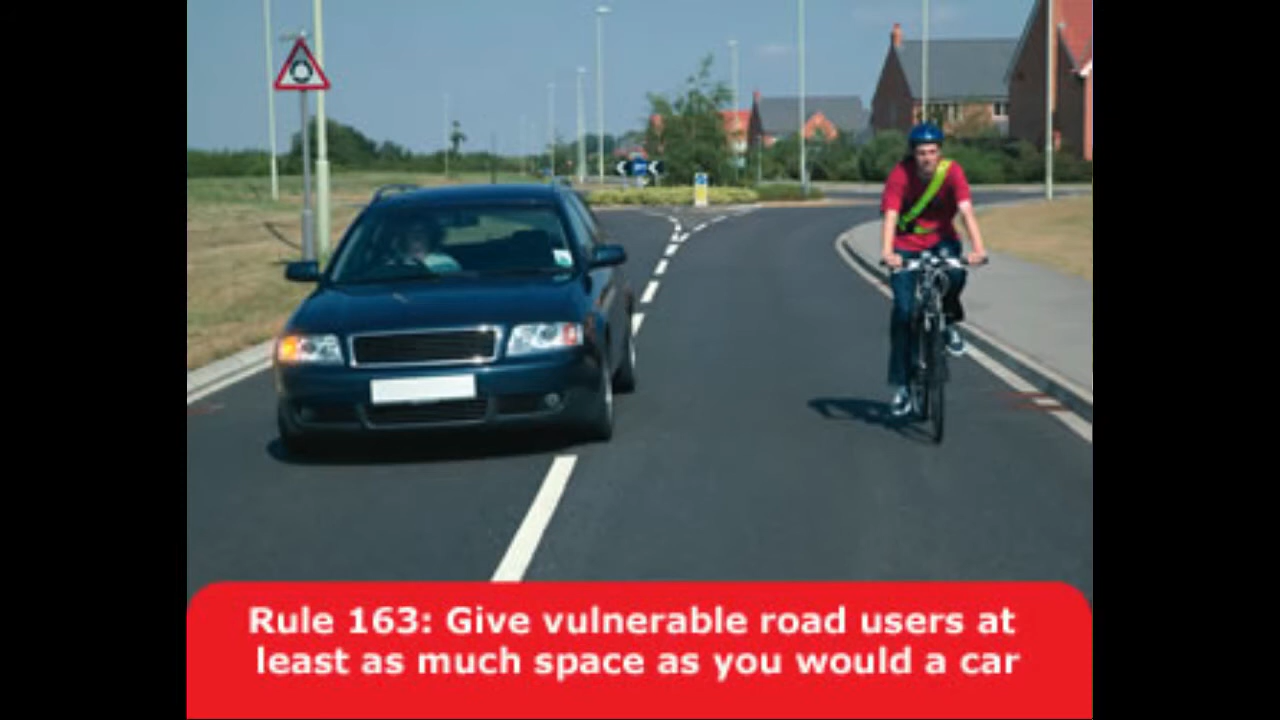 Rule 163: Give vulnerable road users at
least as much space as you would a car